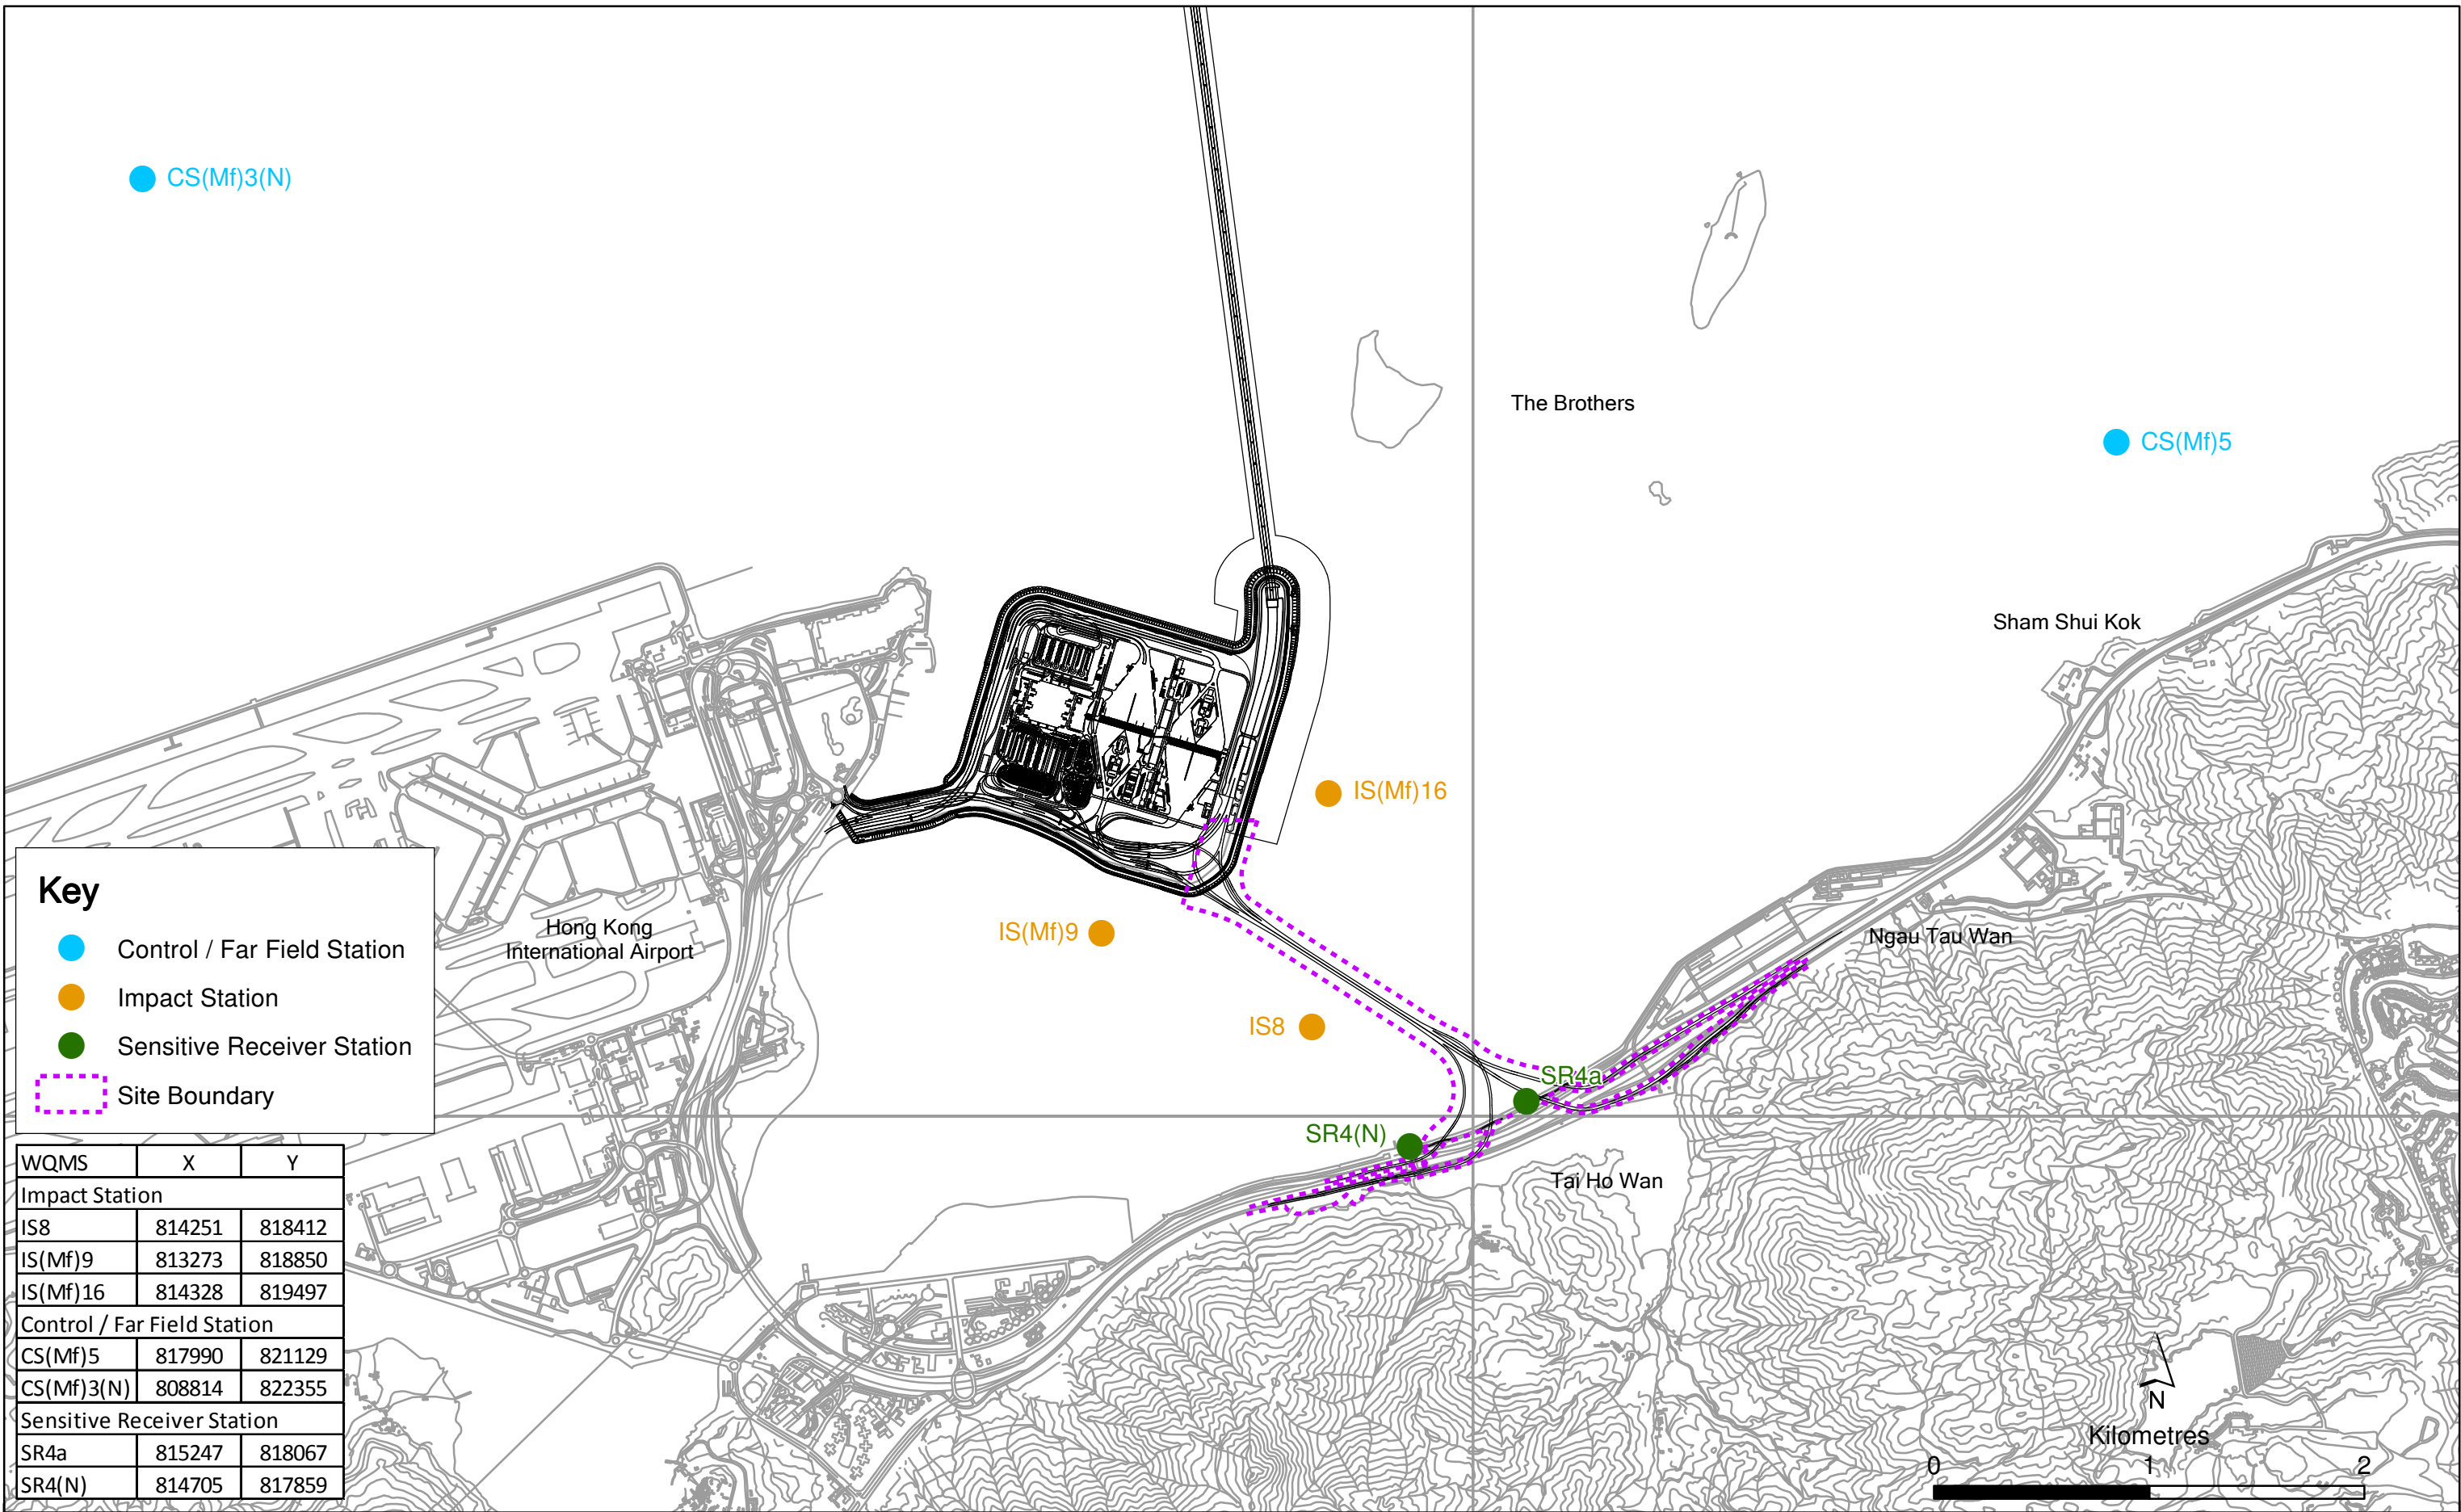 CS(Mf)3(N)
The Brothers
CS(Mf)5
Sham Shui Kok
IS(Mf)16
Key
Control / Far Field Station
Impact Station
Sensitive Receiver Station
Site Boundary
Hong Kong
International Airport
IS(Mf)9
Ngau Tau Wan
IS8
SR4a
SR4(N)
Tai Ho Wan
WQMS X Y
Impact Station
IS8 814251 818412
IS(Mf)9 813273 818850
IS(Mf)16 814328 819497
Control / Far Field Station
CS(Mf)5 817990 821129
CS(Mf)3(N) 808814 822355
Sensitive Receiver Station
SR4a 815247 818067
SR4(N) 814705 817859
N
Kilometres
0 1 2